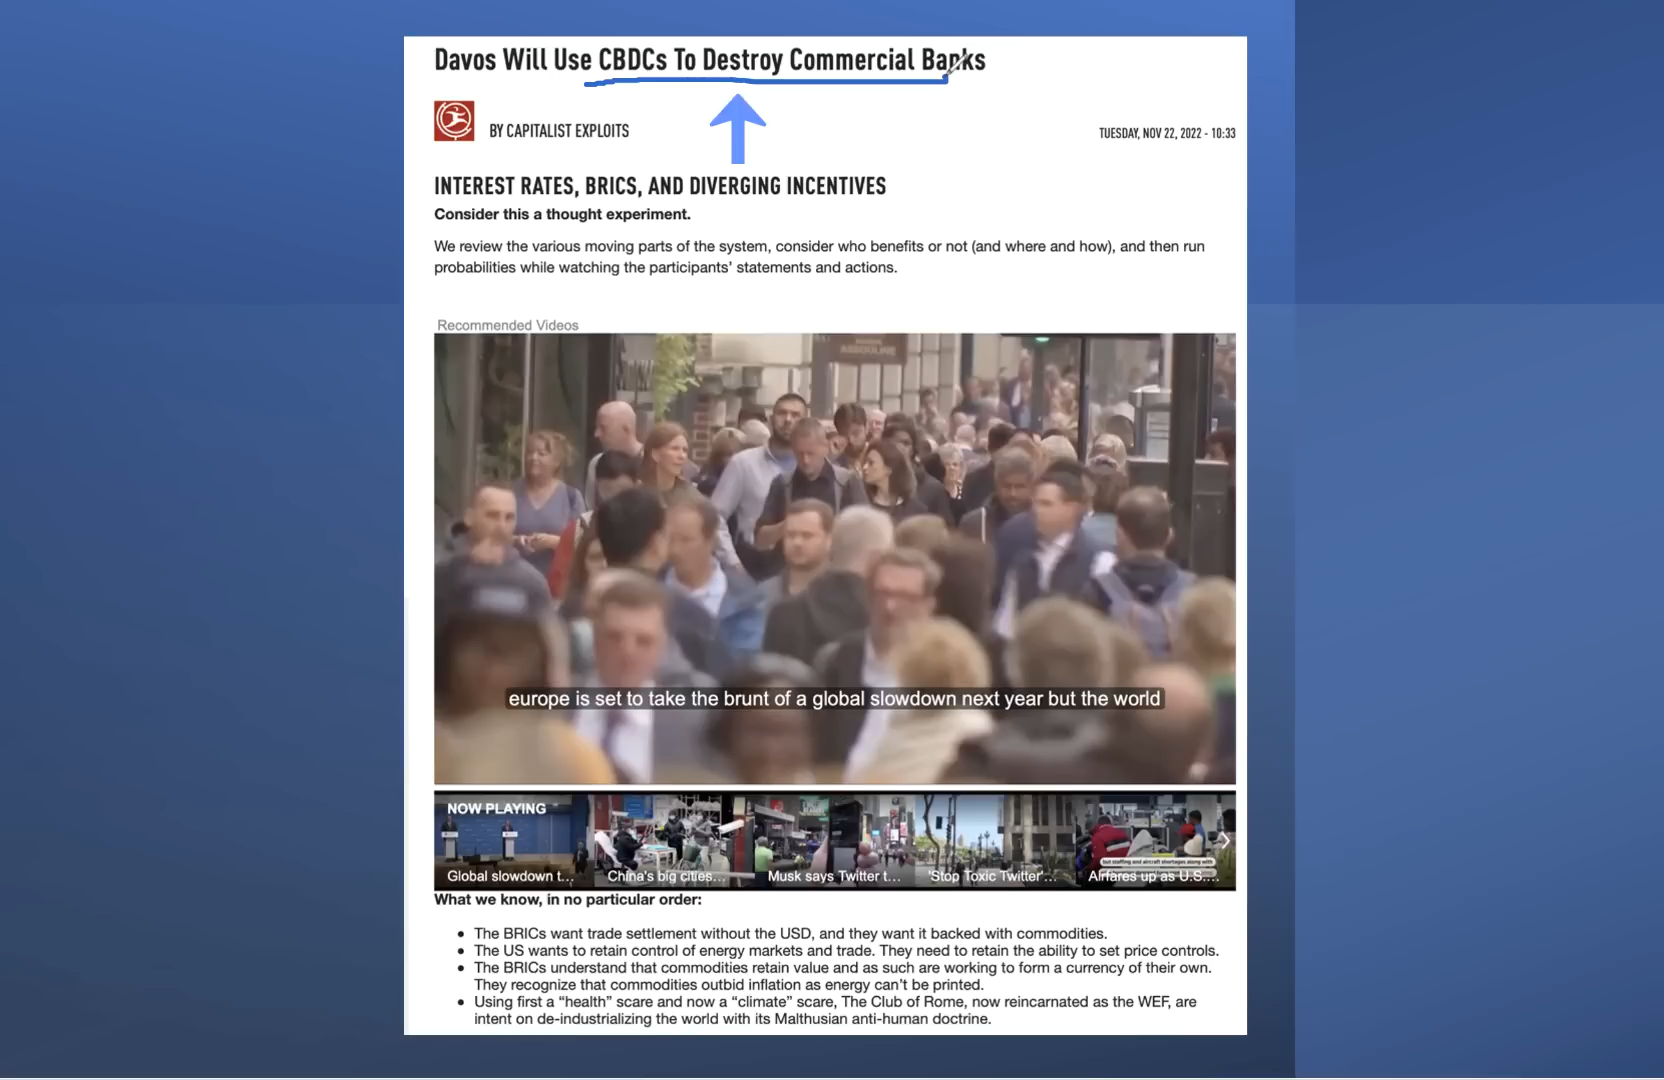 Davos Will Use CBDCs To Destroy Commercial Banks
BY CAPITALIST EXPLOITS
TUESDAY, NOV 22, 2022 - 10:33
INTEREST RATES, BRICS, AND DIVERGING INCENTIVES
Consider this a thought experiment.
We review the various moving parts of the system, consider who benefits or not (and where and how), and then run
probabilities while watching the participants’ statements and actions.
Recommended Videos
ASSOULINE
europe is set to take the brunt of a global slowdown next year but the world
NOW PLAYING
but staffing and aircraft shortages along with
Global slowdown t...
China's big cities...
Musk says Twitter t...
'Stop Toxic Twitter'...
Airfares up as U.S....
What we know, in no particular order:
• The BRICs want trade settlement without the USD, and they want it backed with commodities.
• The US wants to retain control of energy markets and trade. They need to retain the ability to set price controls.
• The BRICs understand that commodities retain value and as such are working to form a currency of their own.
They recognize that commodities outbid inflation as energy can’t be printed.
• Using first a “health” scare and now a “climate” scare, The Club of Rome, now reincarnated as the WEF, are
intent on de-industrializing the world with its Malthusian anti-human doctrine.